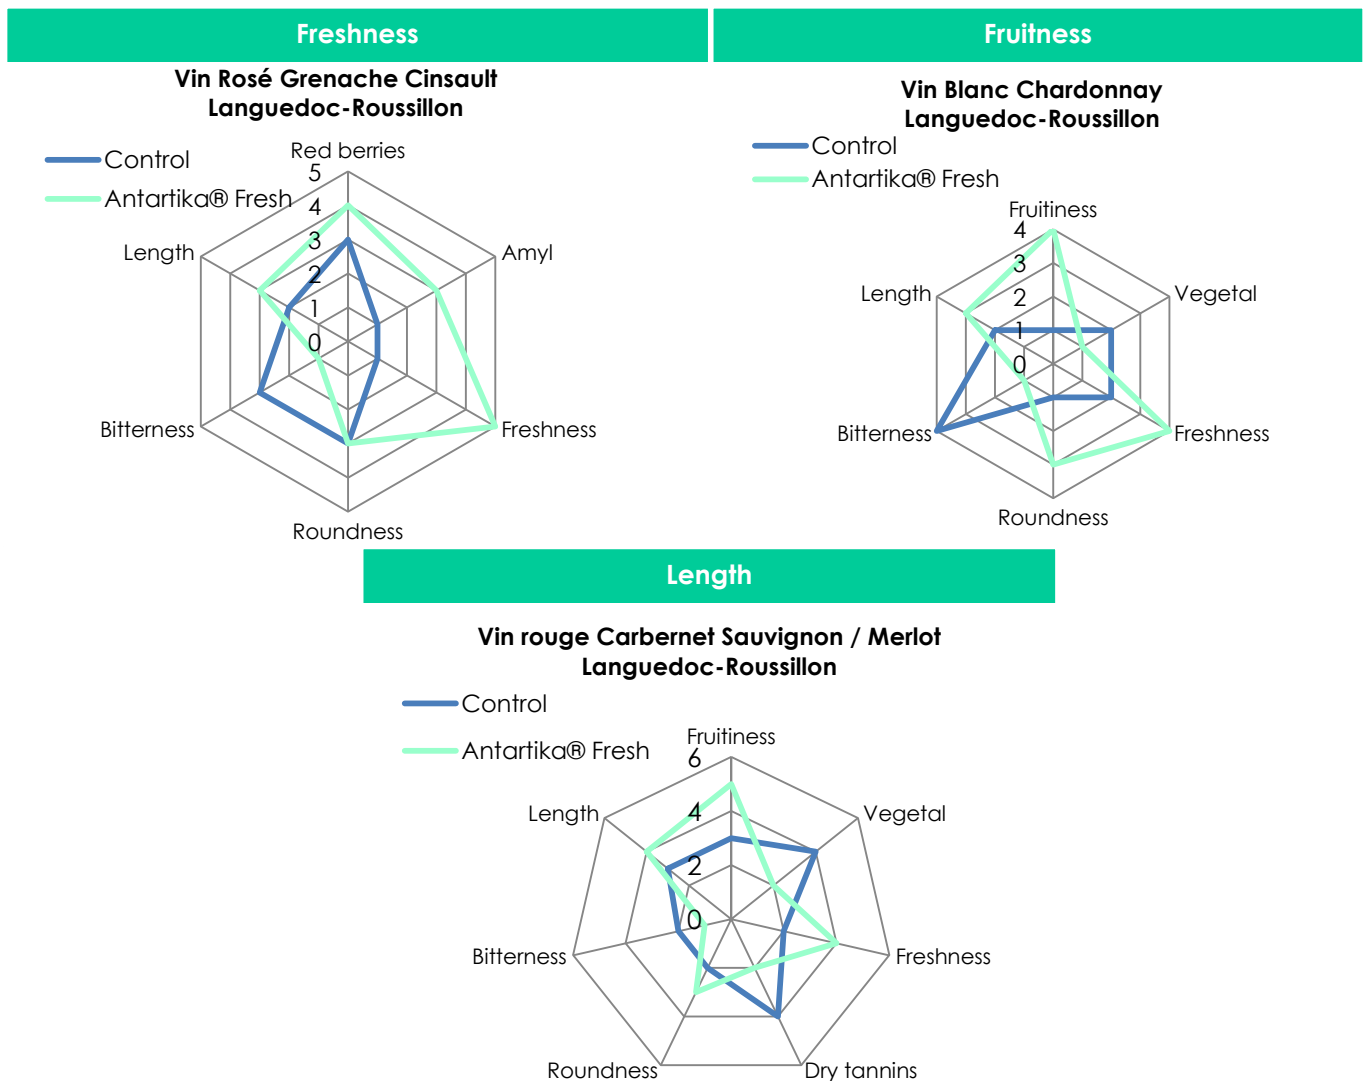 Freshness
Vin Rosé Grenache Cinsault
Languedoc-Roussillon
Control
Antartika® Fresh
Red berries
Amyl
Freshness
Roundness
Bitterness
Length
5
4
3
2
1
0
Fruitness
Vin Blanc Chardonnay
Languedoc-Roussillon
Control
Antartika® Fresh
Fruitiness
Vegetal
Freshness
Roundness
Bitterness
Length
4
3
2
1
0
Length
Vin rouge Carbernet Sauvignon / Merlot
Languedoc-Roussillon
Control
Antartika® Fresh
Fruitiness
Vegetal
Freshness
Dry tannins
Roundness
Bitterness
Length
6
4
2
0